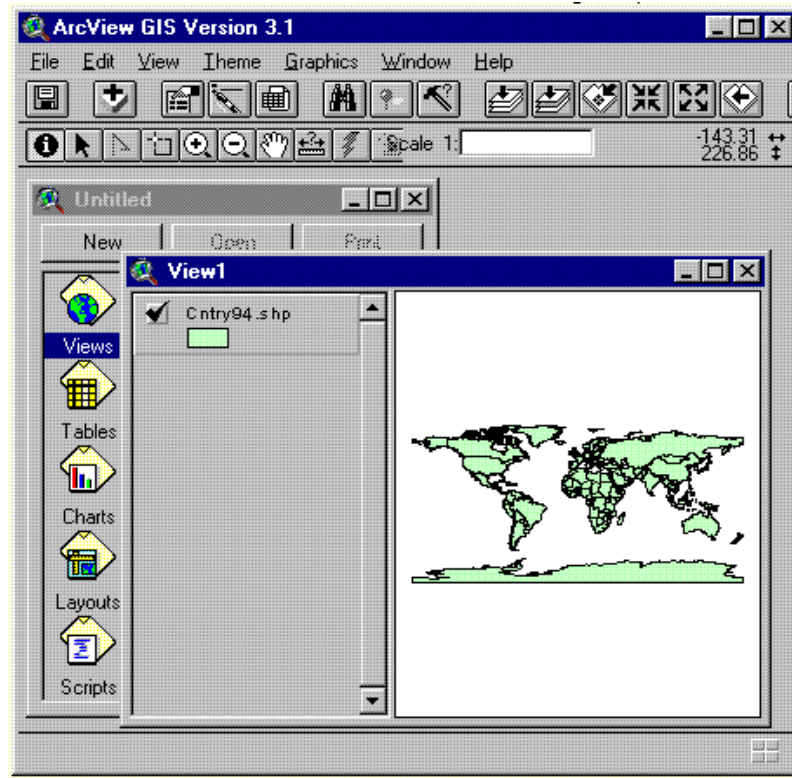 ArcView GIS Version 3.1
File Edit View Theme Graphics Window Help
Scale 1:
-143.31
226.86
Untitled
New Open Print
View1
Cntry94.shp
Views
Tables
Charts
Layouts
Scripts